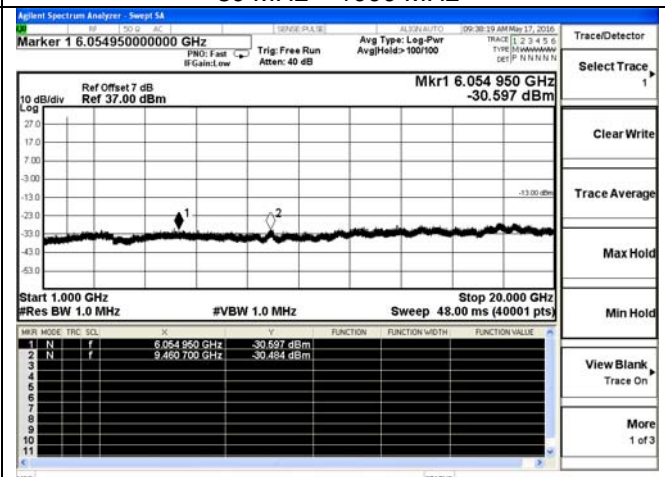 Agilent Spectrum Analyzer - Swept SA
RF 50 Ω AC SENSE:PULSE ALIGN AUTO 09:38:19 AM May 17, 2016
Marker 1 6.054950000000 GHz
PNO: Fast
IFGain:Low
Trig: Free Run
Atten: 40 dB
Avg Type: Log-Pwr
Avg|Hold:> 100/100
TRACE 1 2 3 4 5 6
TYPE MWWWWW
DET P NNNNN
Trace/Detector
Ref Offset 7 dB
Ref 37.00 dBm
10 dB/div
Log
Mkr1 6.054 950 GHz
-30.597 dBm
27.0
17.0
7.00
-3.00
-13.0
-23.0
-33.0
-43.0
-53.0
-13.00 dBm
1
2
Start 1.000 GHz
Stop 20.000 GHz
#Res BW 1.0 MHz
#VBW 1.0 MHz
Sweep 48.00 ms (40001 pts)
MKR MODE TRC SCL X Y FUNCTION FUNCTION WIDTH FUNCTION VALUE
1 N f 6.054 950 GHz -30.597 dBm
2 N f 9.460 700 GHz -30.484 dBm
3
4
5
6
7
8
9
10
11
Select Trace
1
Clear Write
Trace Average
Max Hold
Min Hold
View Blank
Trace On
More
1 of 3